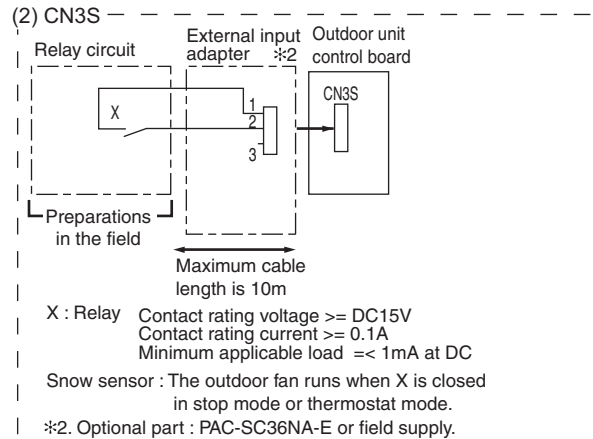 (2) CN3S
Relay circuit
External input
adapter ✻2
Outdoor unit
control board
X
1
2
3
CN3S
Preparations
in the field
Maximum cable
length is 10m
X : Relay Contact rating voltage >= DC15V
Contact rating current >= 0.1A
Minimum applicable load =< 1mA at DC
Snow sensor : The outdoor fan runs when X is closed
in stop mode or thermostat mode.
✻2. Optional part : PAC-SC36NA-E or field supply.